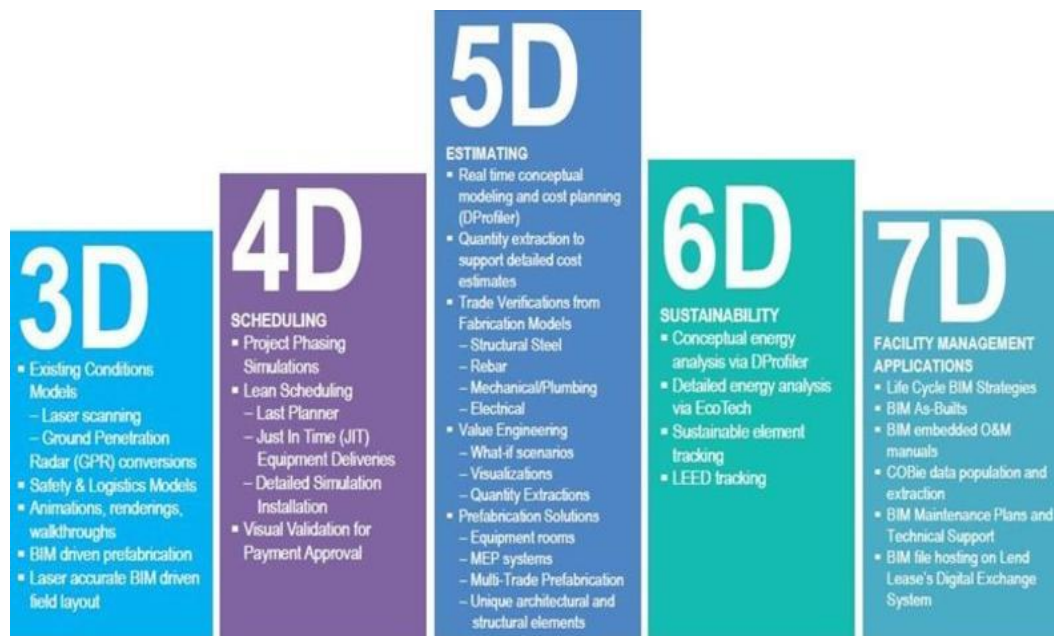 3D
▪ Existing Conditions
Models
– Laser scanning
– Ground Penetration
Radar (GPR) conversions
▪ Safety & Logistics Models
▪ Animations, renderings,
walkthroughs
▪ BIM driven prefabrication
▪ Laser accurate BIM driven
field layout
4D
SCHEDULING
▪ Project Phasing
Simulations
▪ Lean Scheduling
– Last Planner
– Just In Time (JIT)
Equipment Deliveries
– Detailed Simulation
Installation
▪ Visual Validation for
Payment Approval
5D
ESTIMATING
▪ Real time conceptual
modeling and cost planning
(DProfiler)
▪ Quantity extraction to
support detailed cost
estimates
▪ Trade Verifications from
Fabrication Models
– Structural Steel
– Rebar
– Mechanical/Plumbing
– Electrical
▪ Value Engineering
– What-if scenarios
– Visualizations
– Quantity Extractions
▪ Prefabrication Solutions
– Equipment rooms
– MEP systems
– Multi-Trade Prefabrication
– Unique architectural and
structural elements
6D
SUSTAINABILITY
▪ Conceptual energy
analysis via DProfiler
▪ Detailed energy analysis
via EcoTech
▪ Sustainable element
tracking
▪ LEED tracking
7D
FACILITY MANAGEMENT
APPLICATIONS
▪ Life Cycle BIM Strategies
▪ BIM As-Builts
▪ BIM embedded O&M
manuals
▪ COBie data population and
extraction
▪ BIM Maintenance Plans and
Technical Support
▪ BIM file hosting on Lend
Lease's Digital Exchange
System